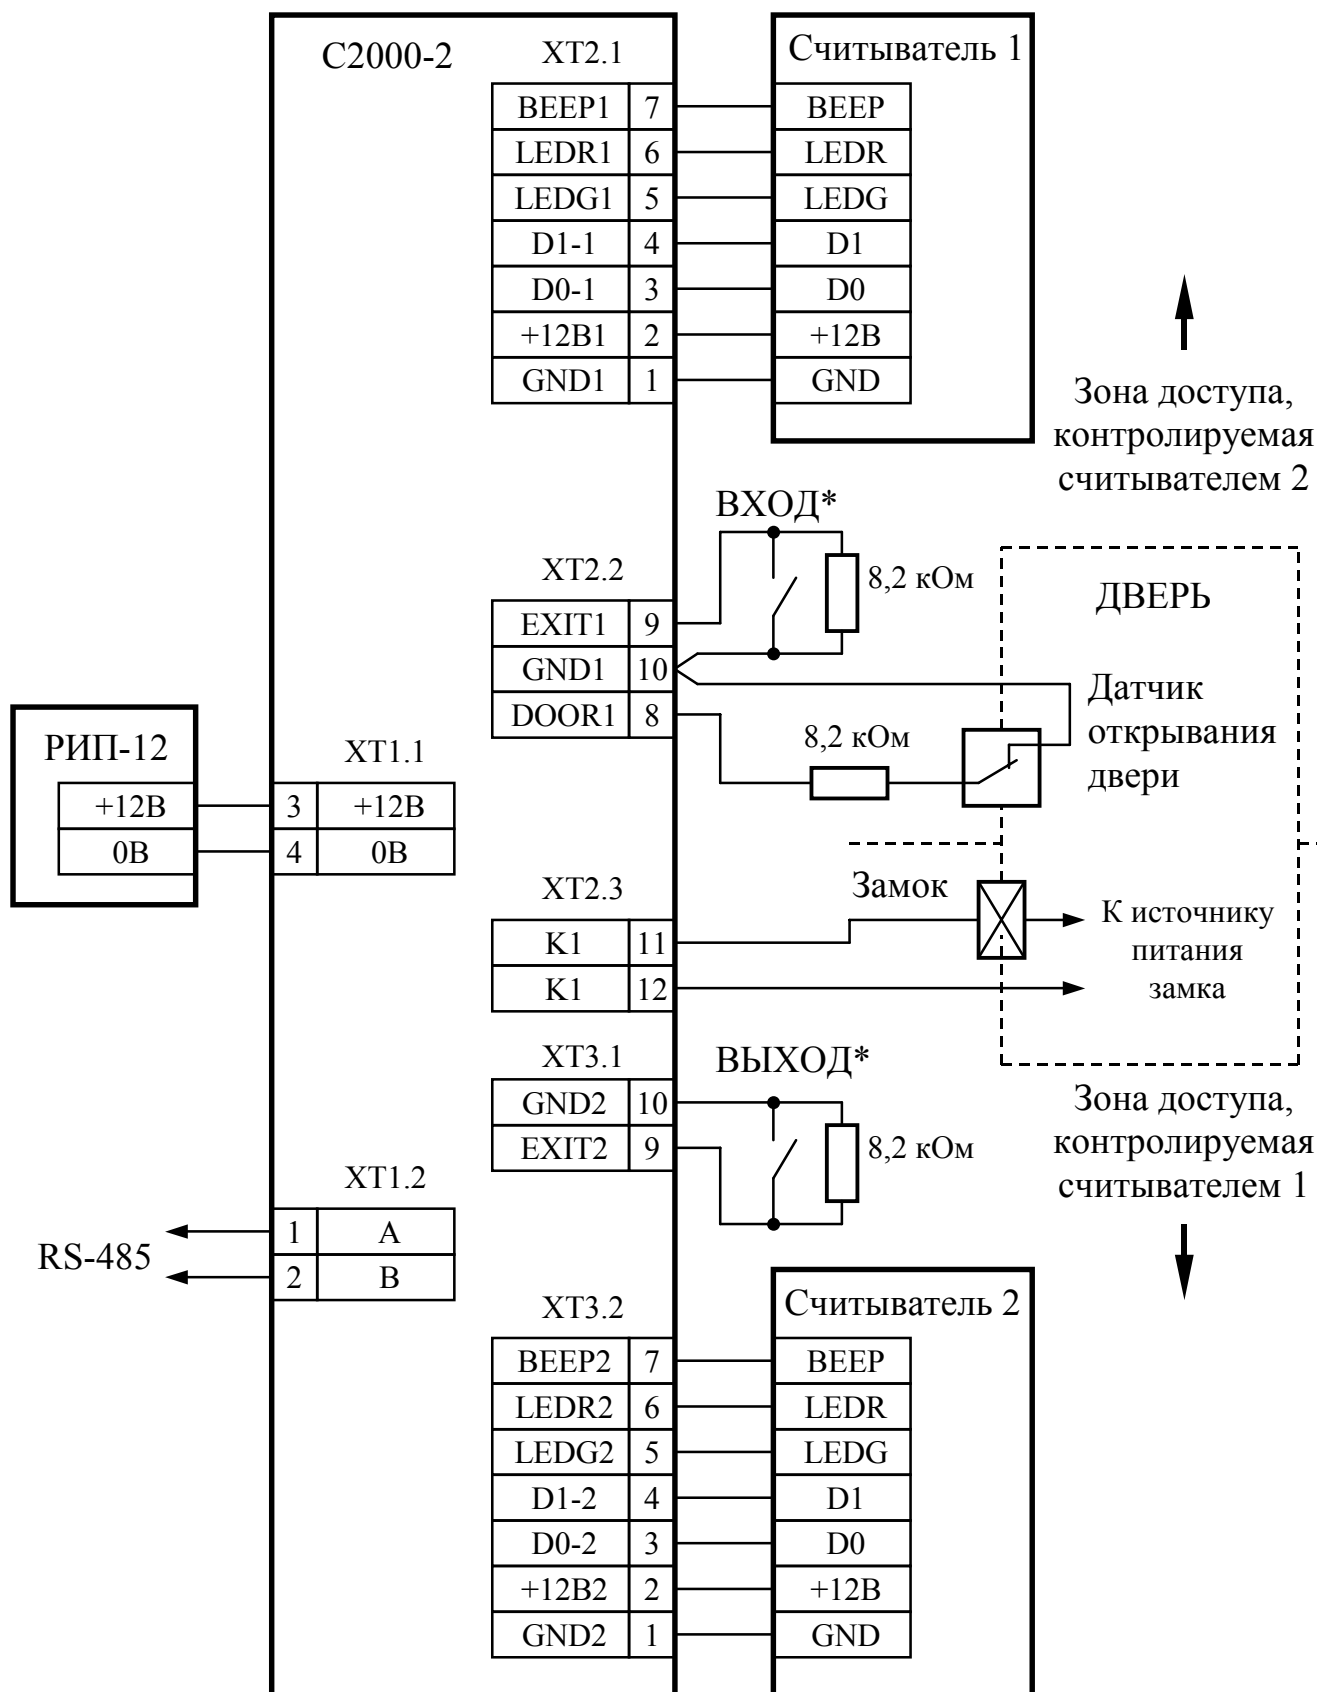 С2000-2
XT2.1
BEEP1 7
LEDR1 6
LEDG1 5
D1-1 4
D0-1 3
+12В1 2
GND1 1
Считыватель 1
BEEP
LEDR
LEDG
D1
D0
+12В
GND
Зона доступа,
контролируемая
считывателем 2
ВХОД*
8,2 кОм
XT2.2
EXIT1 9
GND1 10
DOOR1 8
ДВЕРЬ
Датчик
открывания
двери
8,2 кОм
РИП-12
+12В
0В
XT1.1
3 +12В
4 0В
XT2.3
K1 11
K1 12
Замок
К источнику
питания
замка
XT3.1
GND2 10
EXIT2 9
ВЫХОД*
8,2 кОм
Зона доступа,
контролируемая
считывателем 1
XT1.2
1 A
2 B
RS-485
XT3.2
BEEP2 7
LEDR2 6
LEDG2 5
D1-2 4
D0-2 3
+12В2 2
GND2 1
Считыватель 2
BEEP
LEDR
LEDG
D1
D0
+12В
GND